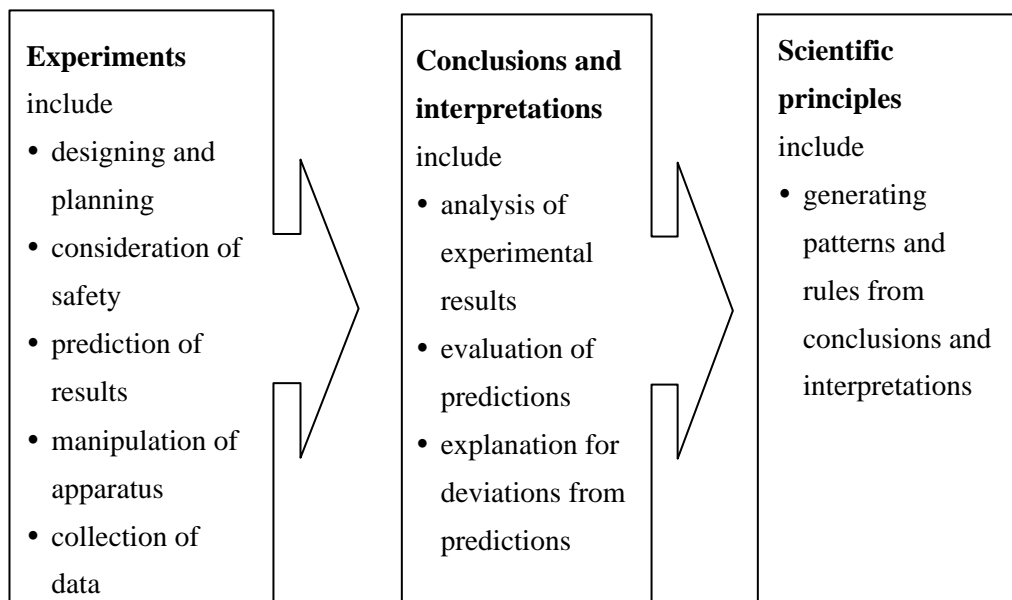 Experiments
include
• designing and
planning
• consideration of
safety
• prediction of
results
• manipulation of
apparatus
• collection of
data
Conclusions and
interpretations
include
• analysis of
experimental
results
• evaluation of
predictions
• explanation for
deviations from
predictions
Scientific
principles
include
• generating
patterns and
rules from
conclusions and
interpretations